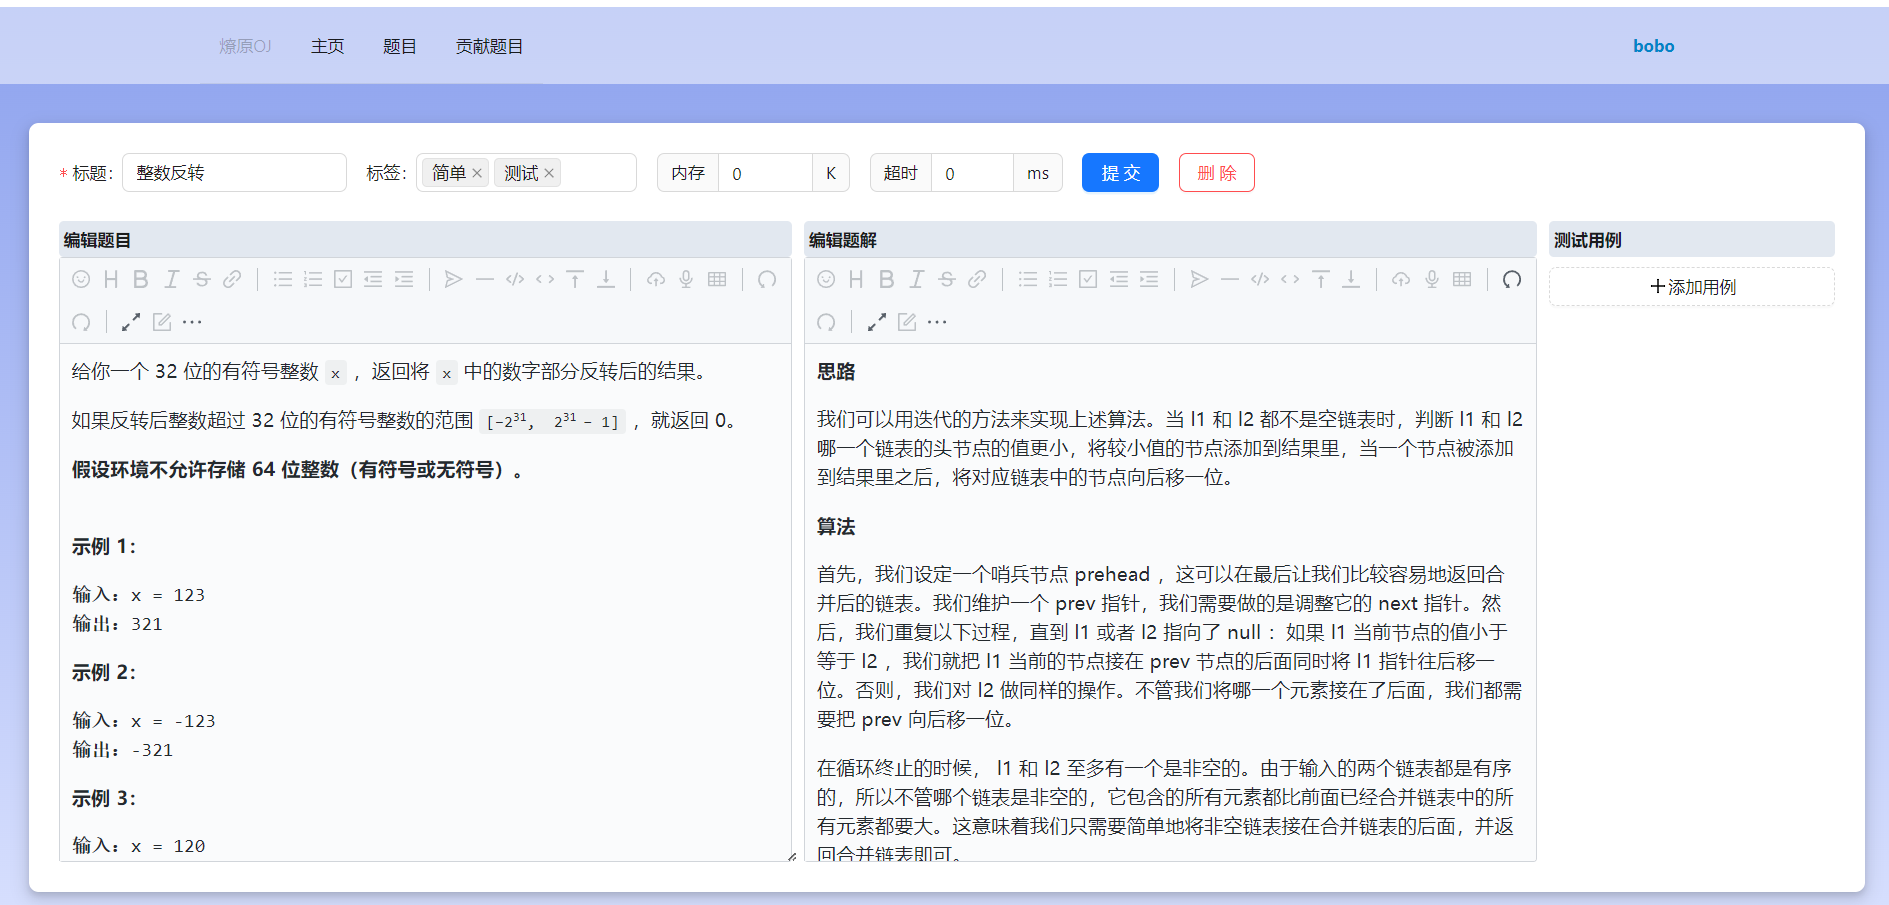 燎原OJ 主页 题目 贡献题目 bobo
* 标题: 整数反转 标签: 简单 × 测试 × 内存 0 K 超时 0 ms 提交 删除
编辑题目
给你一个 32 位的有符号整数 x ，返回将 x 中的数字部分反转后的结果。
如果反转后整数超过 32 位的有符号整数的范围 [−2³¹,  2³¹ − 1] ，就返回 0。
假设环境不允许存储 64 位整数（有符号或无符号）。
示例 1：
输入：x = 123
输出：321
示例 2：
输入：x = -123
输出：-321
示例 3：
输入：x = 120
编辑题解
思路
我们可以用迭代的方法来实现上述算法。当 l1 和 l2 都不是空链表时，判断 l1 和 l2
哪一个链表的头节点的值更小，将较小值的节点添加到结果里，当一个节点被添加
到结果里之后，将对应链表中的节点向后移一位。
算法
首先，我们设定一个哨兵节点 prehead ，这可以在最后让我们比较容易地返回合
并后的链表。我们维护一个 prev 指针，我们需要做的是调整它的 next 指针。然
后，我们重复以下过程，直到 l1 或者 l2 指向了 null ：如果 l1 当前节点的值小于
等于 l2 ，我们就把 l1 当前的节点接在 prev 节点的后面同时将 l1 指针往后移一
位。否则，我们对 l2 做同样的操作。不管我们将哪一个元素接在了后面，我们都需
要把 prev 向后移一位。
在循环终止的时候， l1 和 l2 至多有一个是非空的。由于输入的两个链表都是有序
的，所以不管哪个链表是非空的，它包含的所有元素都比前面已经合并链表中的所
有元素都要大。这意味着我们只需要简单地将非空链表接在合并链表的后面，并返
回合并链表即可。
测试用例
+添加用例